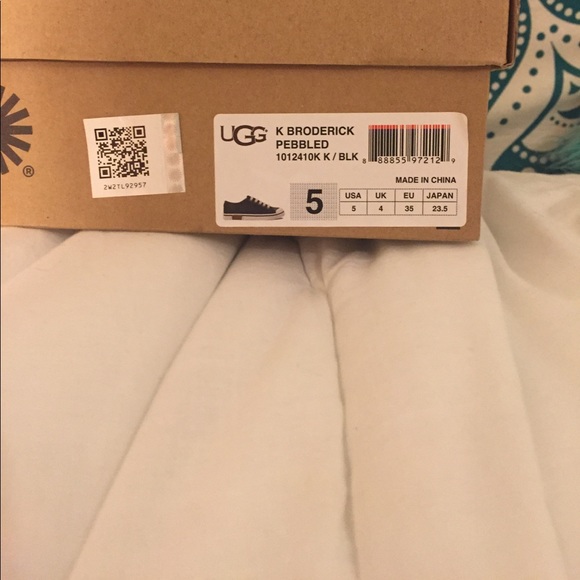 ®
2W2TL92957
UGG®
K BRODERICK
PEBBLED
1012410K K / BLK
8 88855 97212 9
MADE IN CHINA
5
USA UK EU JAPAN
5 4 35 23.5